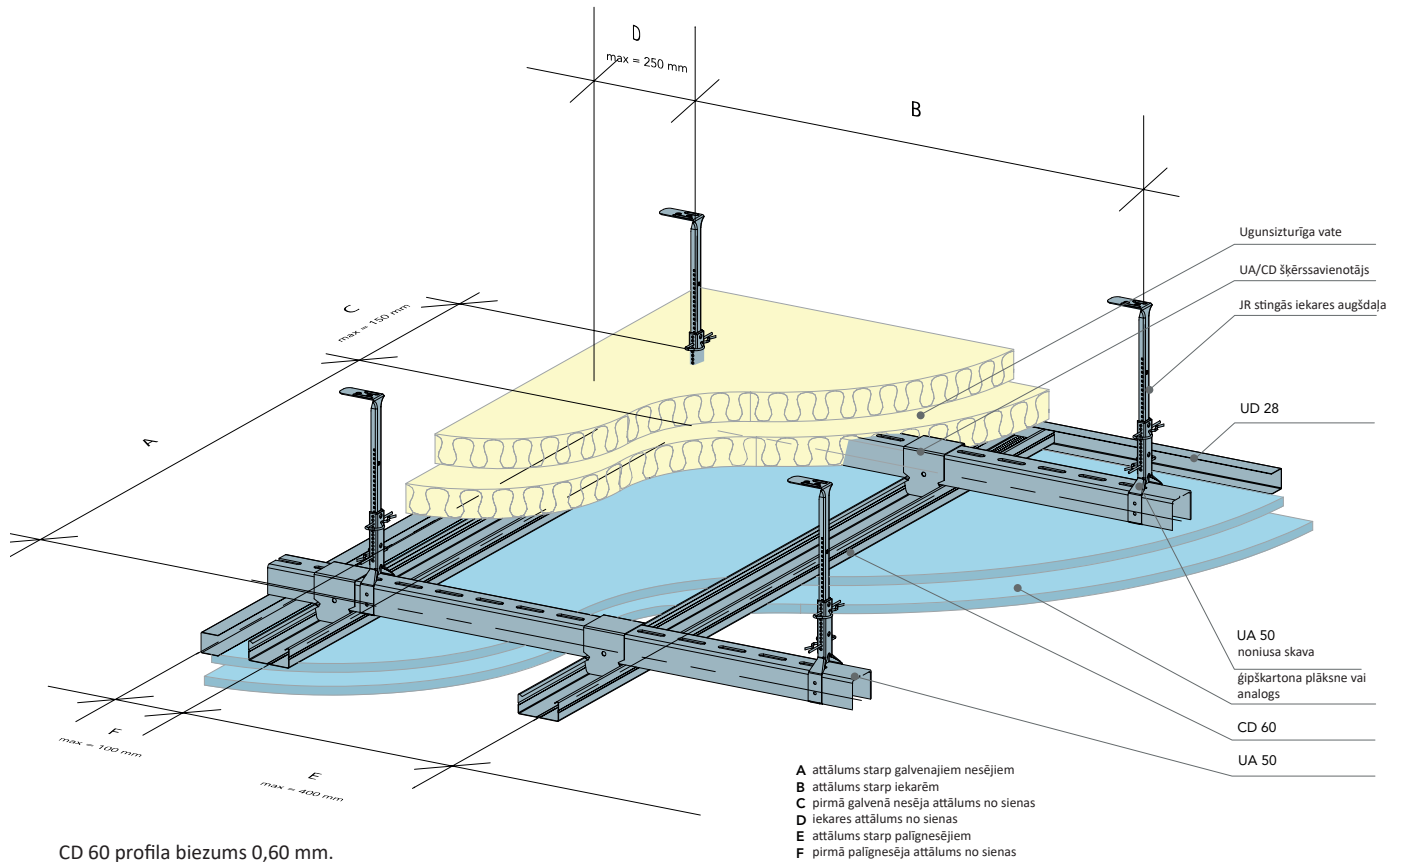 D
max = 250 mm
B
Ugunsizturīga vate
UA/CD šķērssavienotājs
JR stingās iekares augšdaļa
C
max = 150 mm
UD 28
A
UA 50
noniusa skava
ģipškartona plāksne vai
analogs
CD 60
UA 50
F
max = 100 mm
E
max = 400 mm
A attālums starp galvenajiem nesējiem
B attālums starp iekarēm
C pirmā galvenā nesēja attālums no sienas
D iekares attālums no sienas
E attālums starp palīgnesējiem
F pirmā palīgnesēja attālums no sienas
CD 60 profila biezums 0,60 mm.